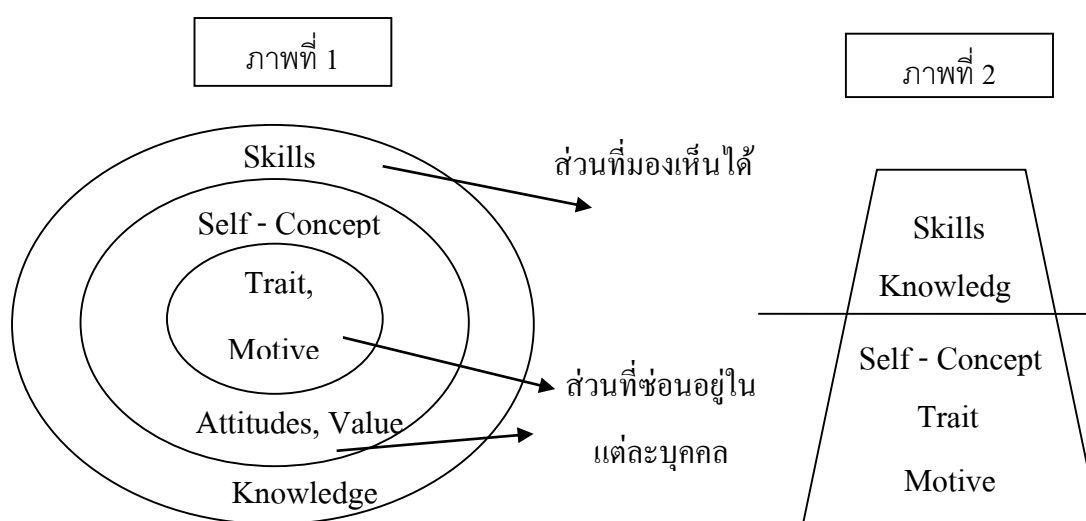 ภาพที่ 1
Skills
Self - Concept
Trait,
Motive
Attitudes, Value
Knowledge
ส่วนที่มองเห็นได้
ส่วนที่ซ่อนอยู่ใน
แต่ละบุคคล
ภาพที่ 2
Skills
Knowledg
Self - Concept
Trait
Motive